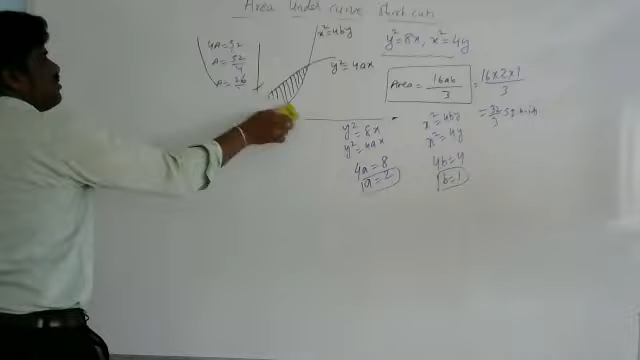 Area Under curve Short cuts
4A=32
A=32/4
x²=4by
y²=4ax
y²=8x, x²=4y
Area = 16ab/3 = 16×2×1/3
= 32/3 sq units
y²=8x
y²=4ax
4a=8
a=2
x²=4by
x²=4y
4b=4
b=1